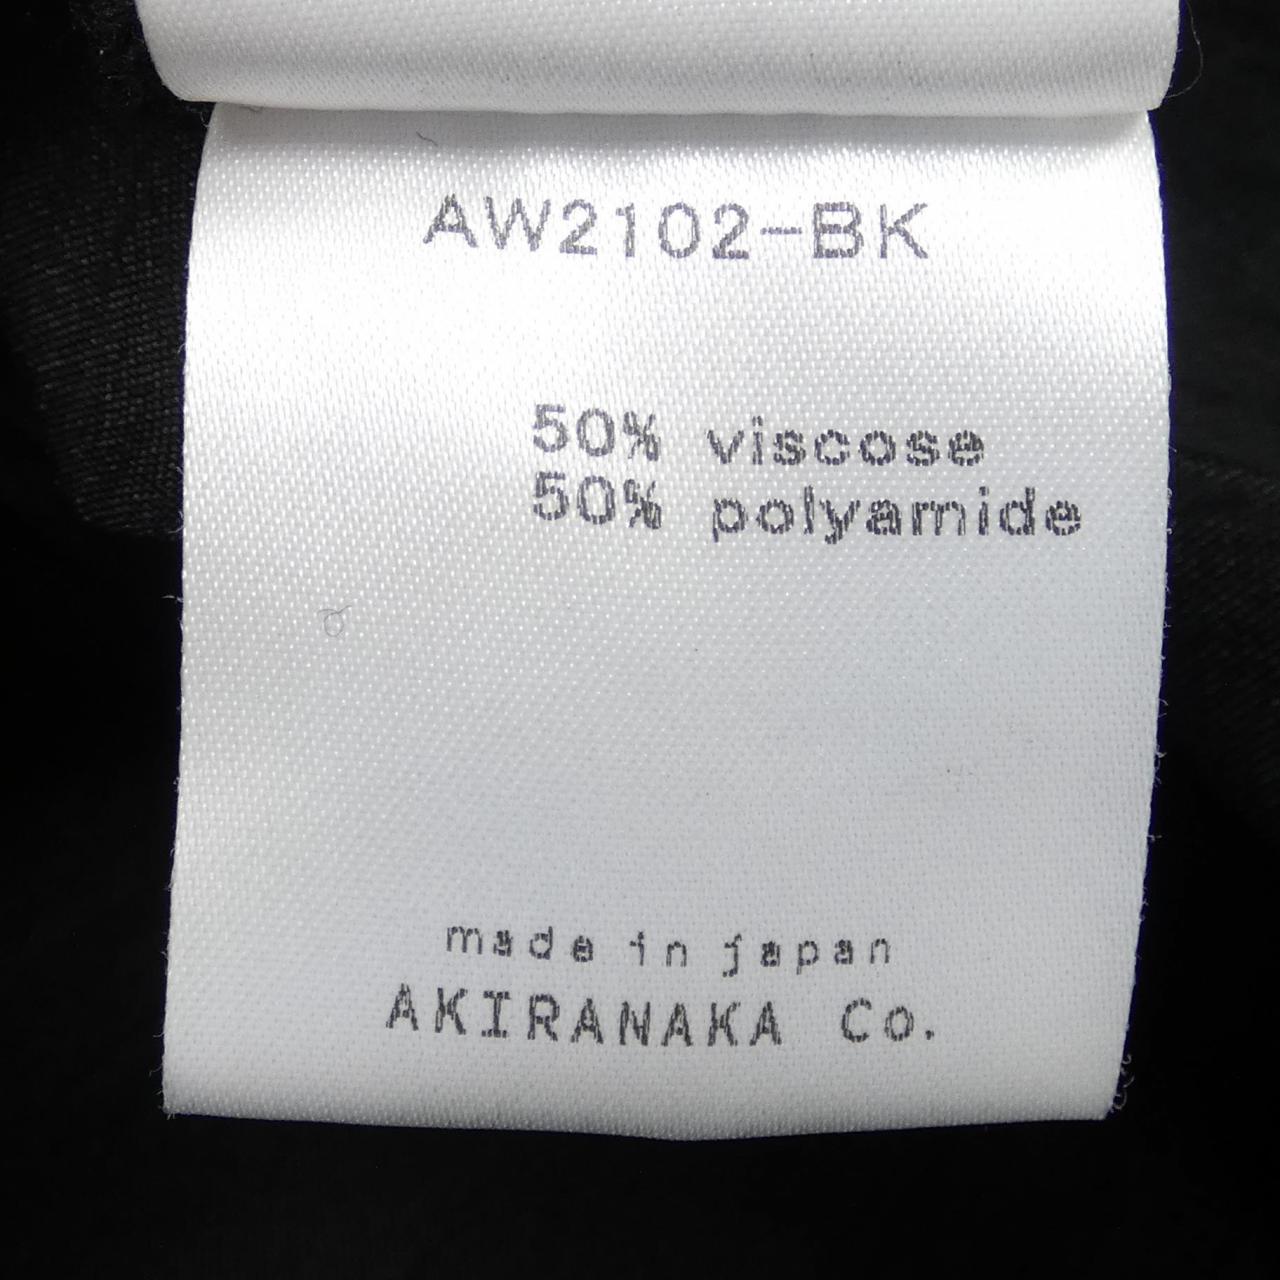 AW2102-BK
50% viscose
50% polyamide
made in japan
AKIRANAKA Co.